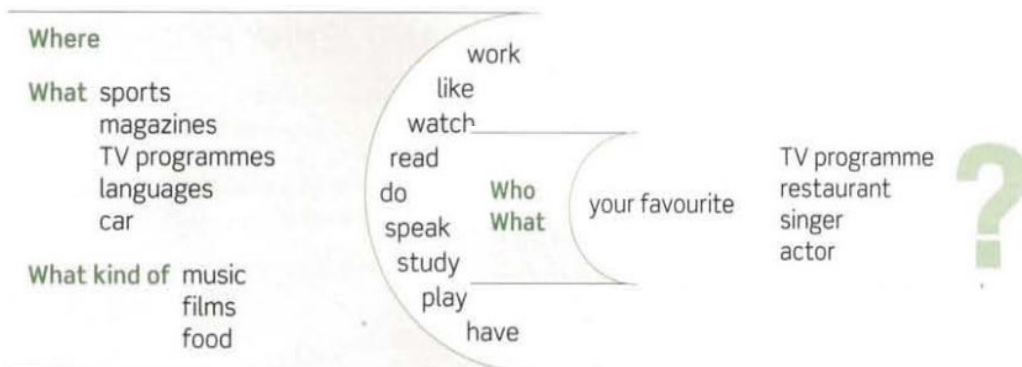 Where
What sports
magazines
TV programmes
languages
car
What kind of music
films
food
work
like
watch
read
do
speak
study
play
have
Who
What
your favourite
TV programme
restaurant
singer
actor
?